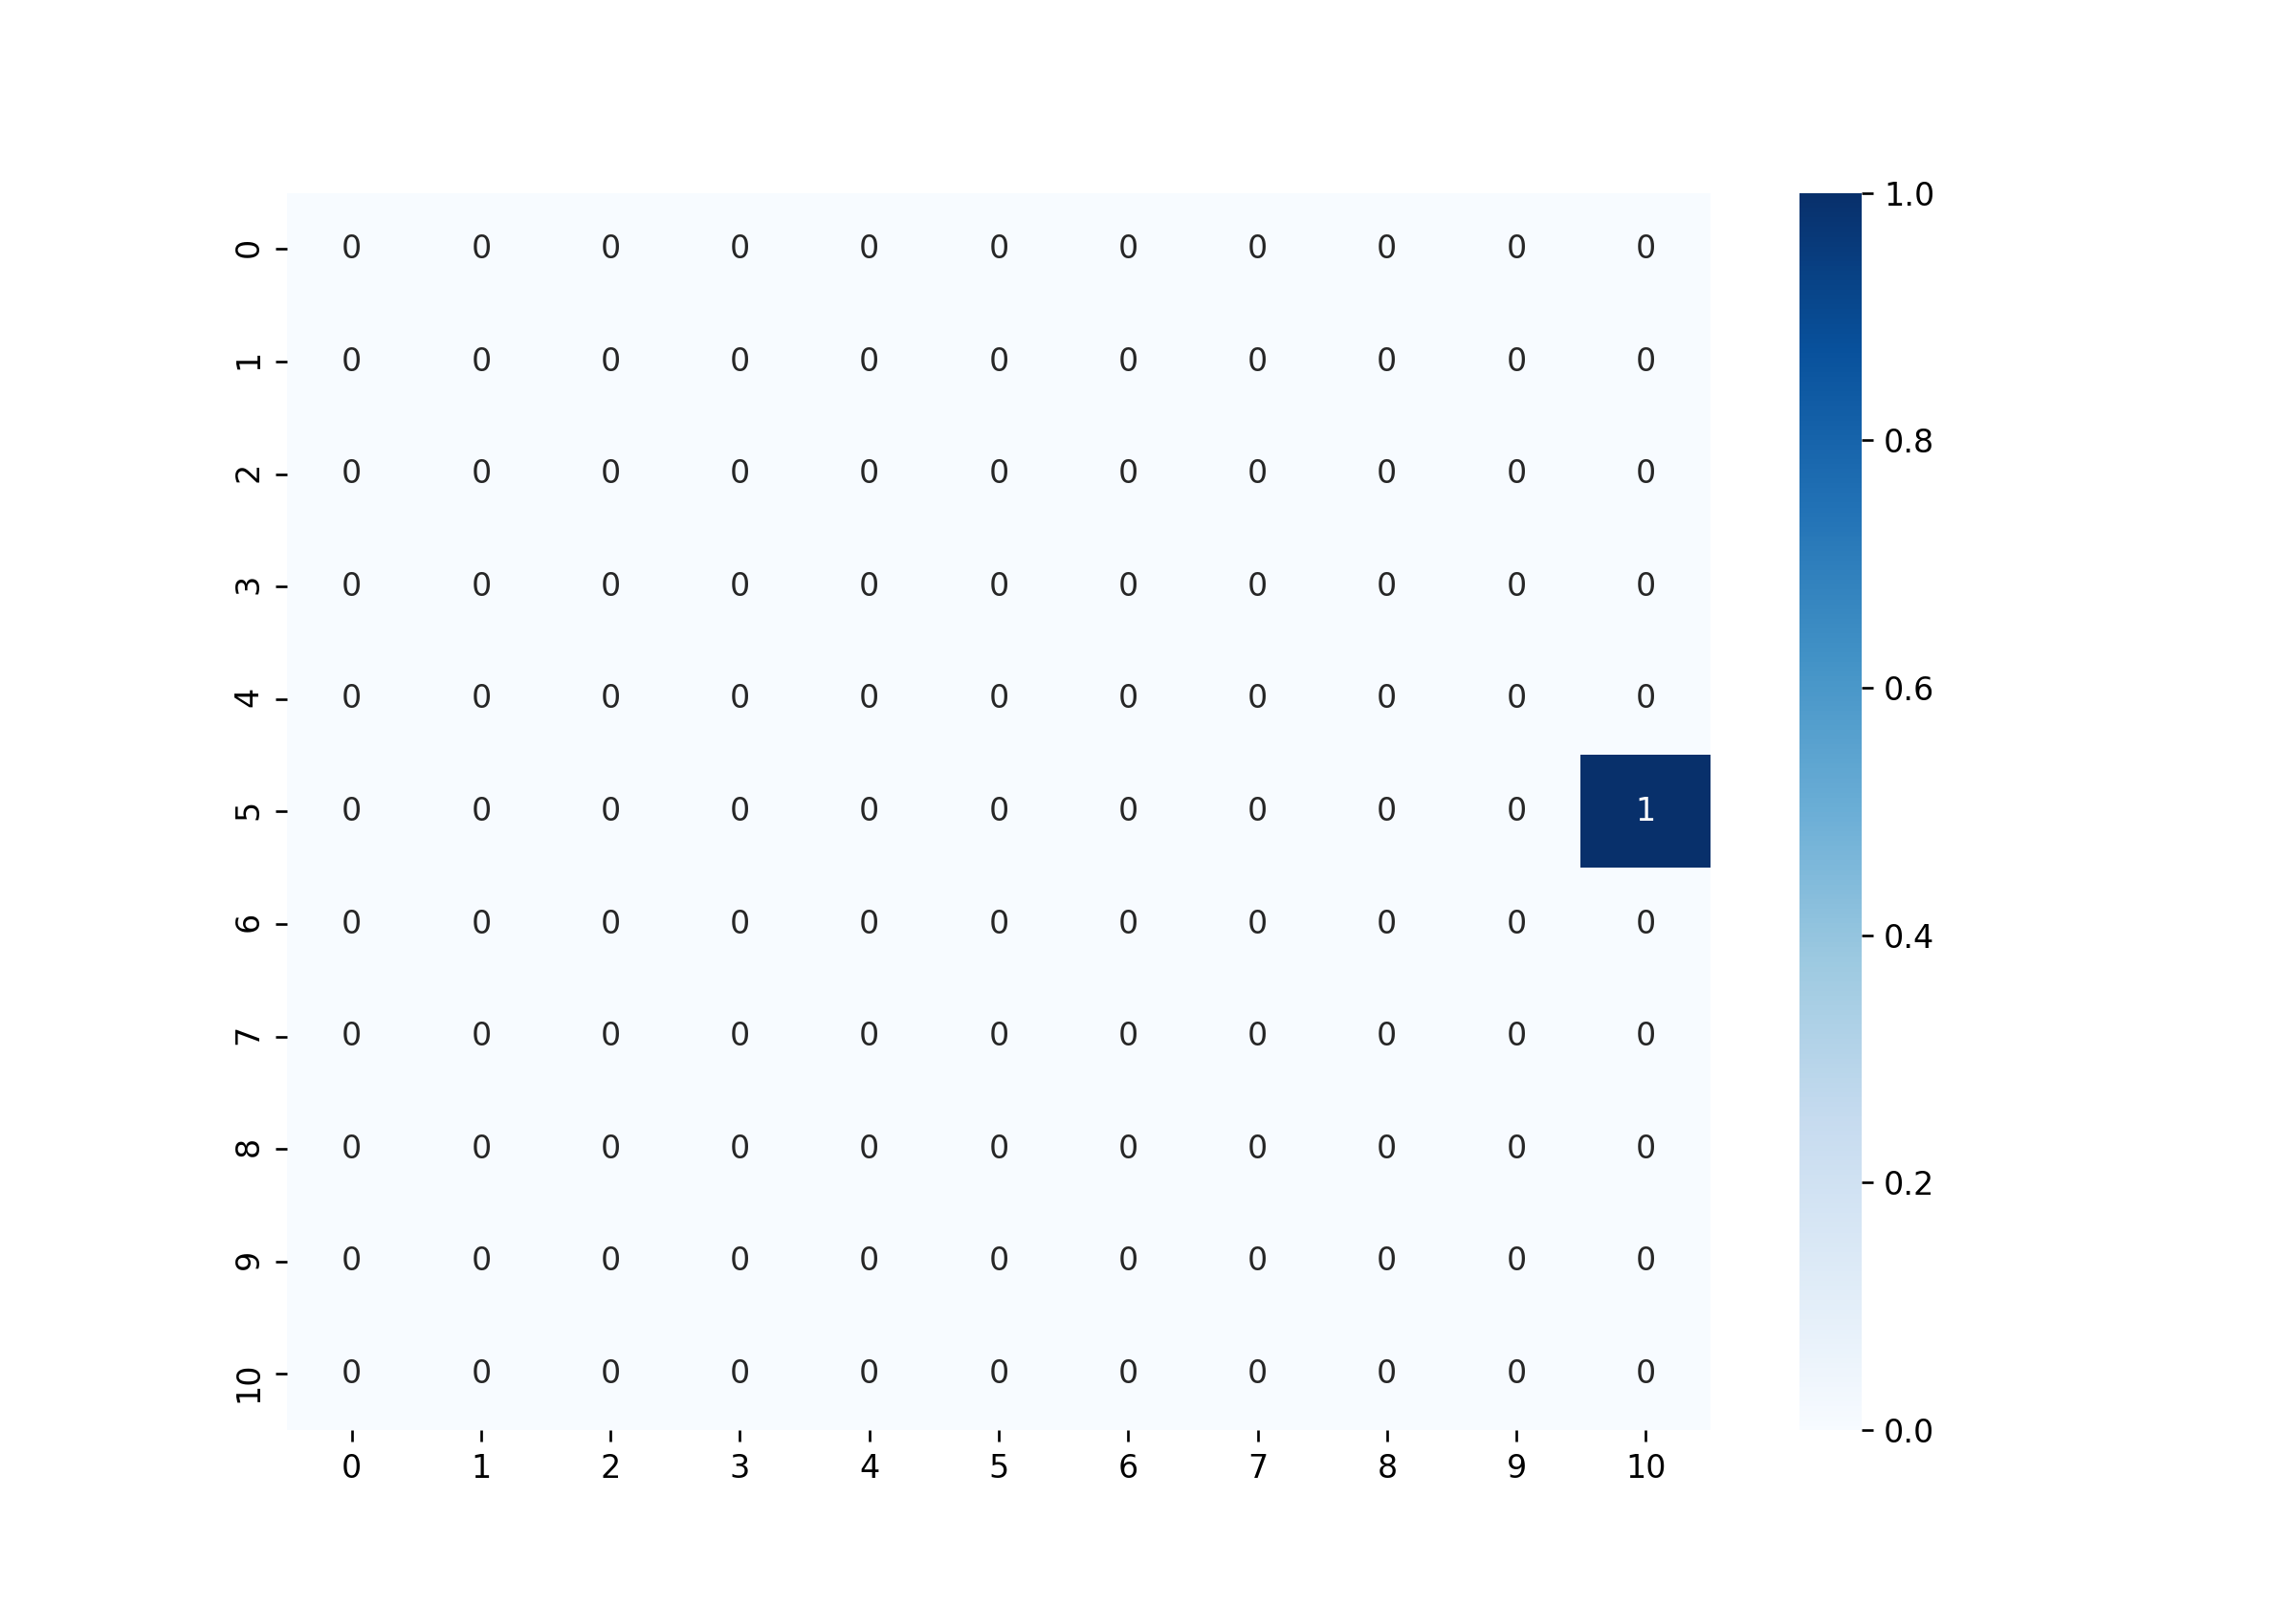 1.0
0 0 0 0 0 0 0 0 0 0 0 0
1 0 0 0 0 0 0 0 0 0 0 0
0.8
2 0 0 0 0 0 0 0 0 0 0 0
3 0 0 0 0 0 0 0 0 0 0 0
4 0 0 0 0 0 0 0 0 0 0 0
0.6
5 0 0 0 0 0 0 0 0 0 0 1
6 0 0 0 0 0 0 0 0 0 0 0
0.4
7 0 0 0 0 0 0 0 0 0 0 0
8 0 0 0 0 0 0 0 0 0 0 0
0.2
9 0 0 0 0 0 0 0 0 0 0 0
10 0 0 0 0 0 0 0 0 0 0 0
0.0
0 1 2 3 4 5 6 7 8 9 10